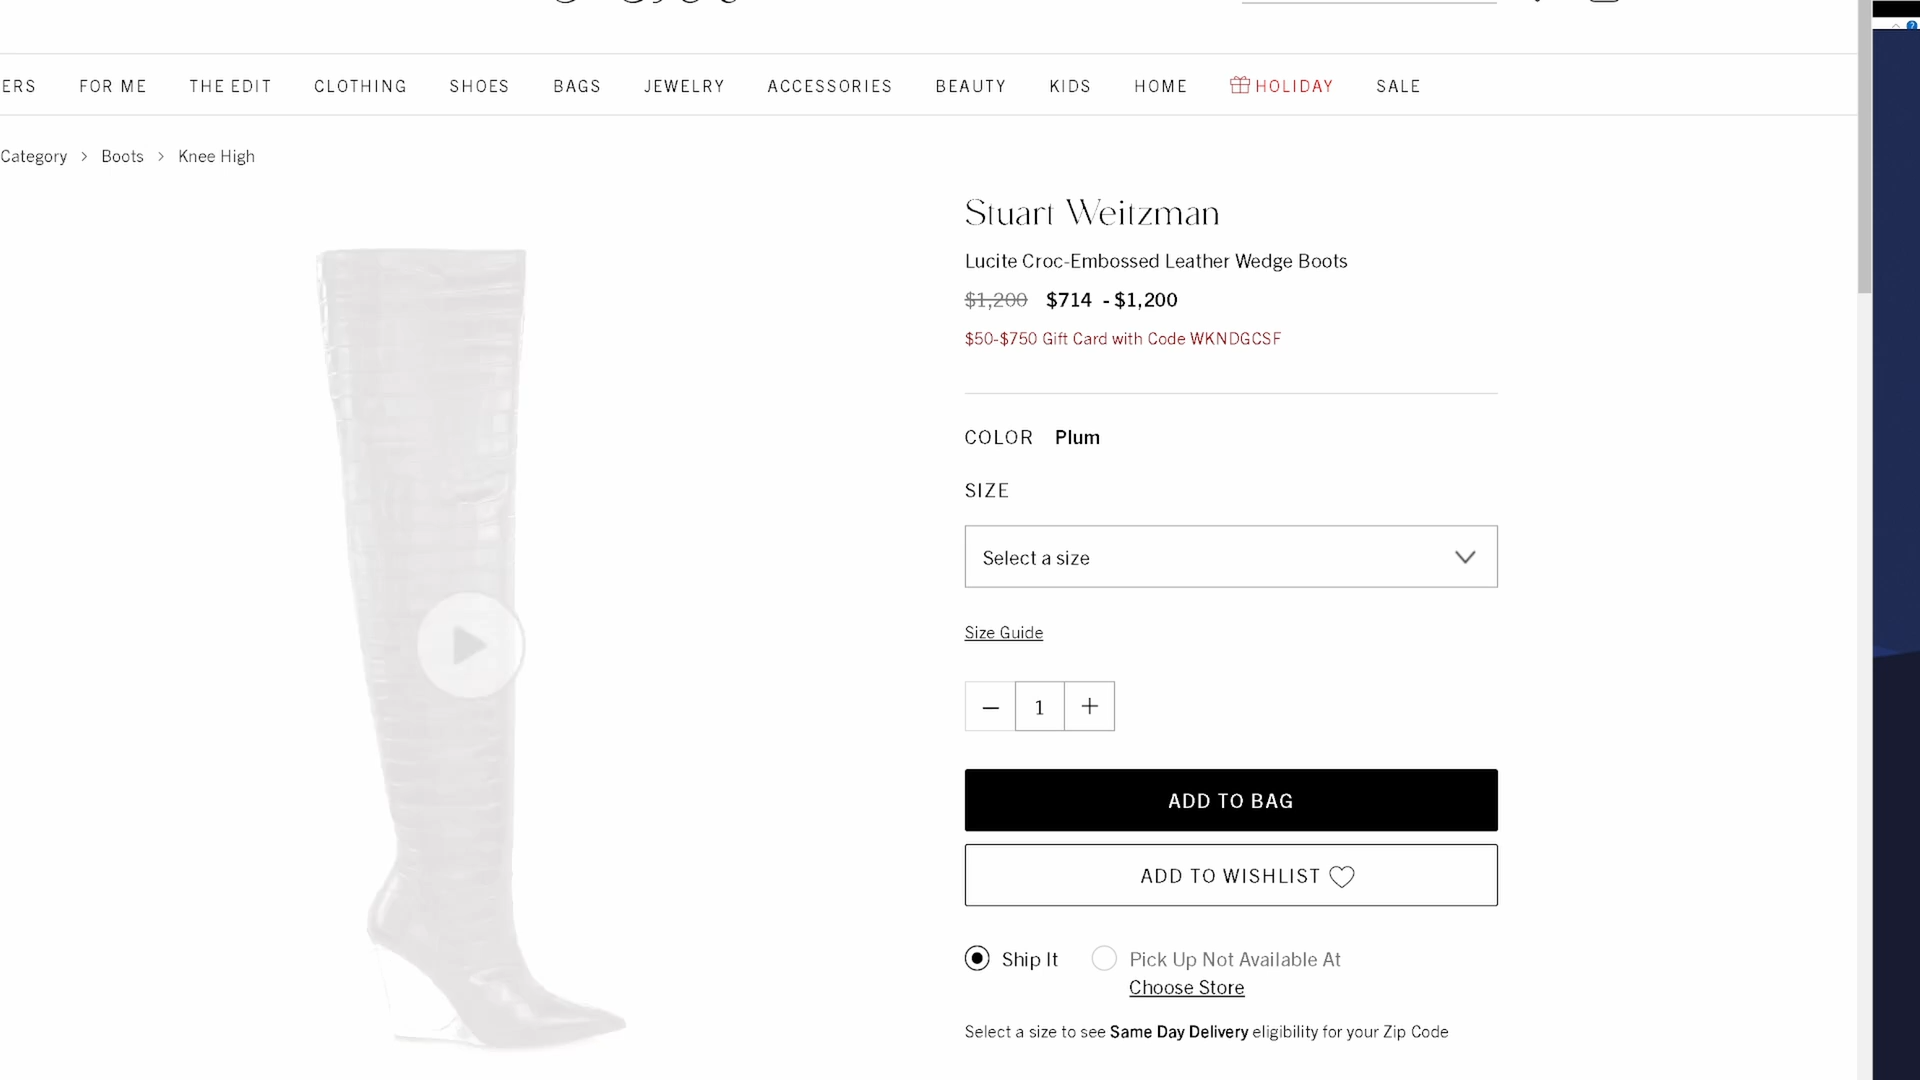 ERS FOR ME THE EDIT CLOTHING SHOES BAGS JEWELRY ACCESSORIES BEAUTY KIDS HOME HOLIDAY SALE
Category > Boots > Knee High
Stuart Weitzman
Lucite Croc-Embossed Leather Wedge Boots
$1,200 $714 - $1,200
$50-$750 Gift Card with Code WKNDGCSF
COLOR Plum
SIZE
Select a size
Size Guide
— 1 +
ADD TO BAG
ADD TO WISHLIST
Ship It Pick Up Not Available At
Choose Store
Select a size to see Same Day Delivery eligibility for your Zip Code